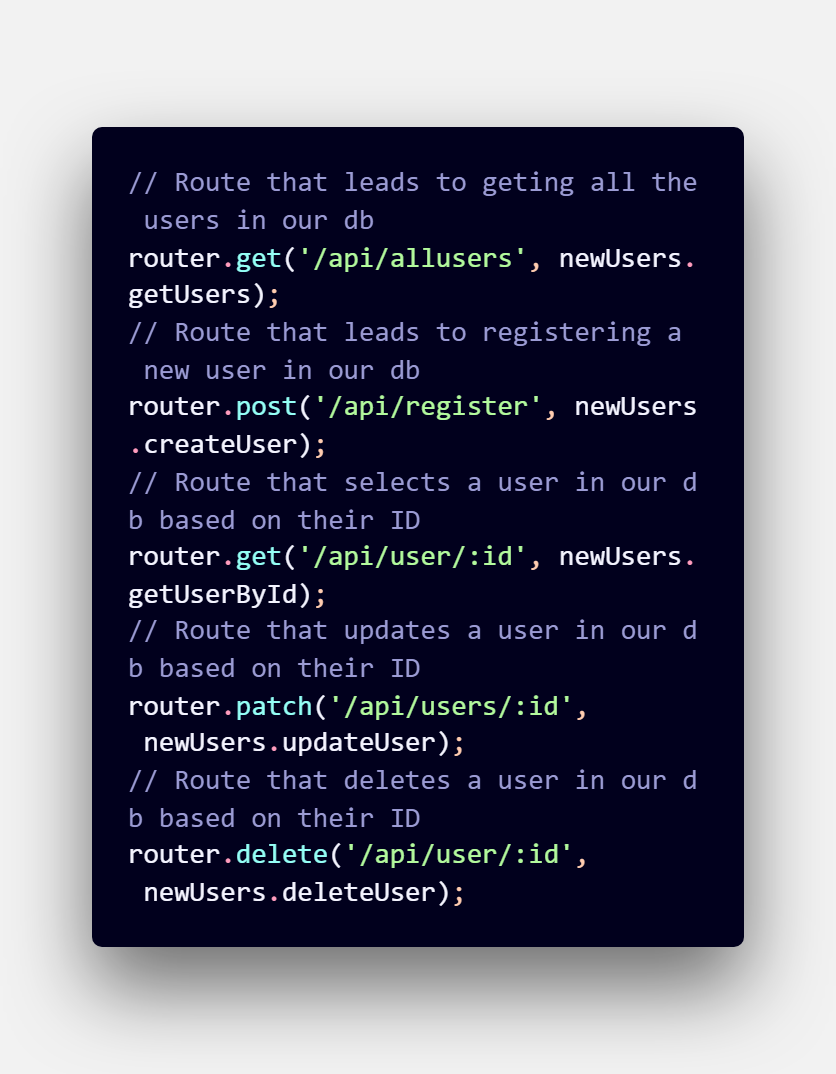 // Route that leads to geting all the
 users in our db
router.get('/api/allusers', newUsers.
getUsers);
// Route that leads to registering a
 new user in our db
router.post('/api/register', newUsers
.createUser);
// Route that selects a user in our d
b based on their ID
router.get('/api/user/:id', newUsers.
getUserById);
// Route that updates a user in our d
b based on their ID
router.patch('/api/users/:id',
 newUsers.updateUser);
// Route that deletes a user in our d
b based on their ID
router.delete('/api/user/:id',
 newUsers.deleteUser);